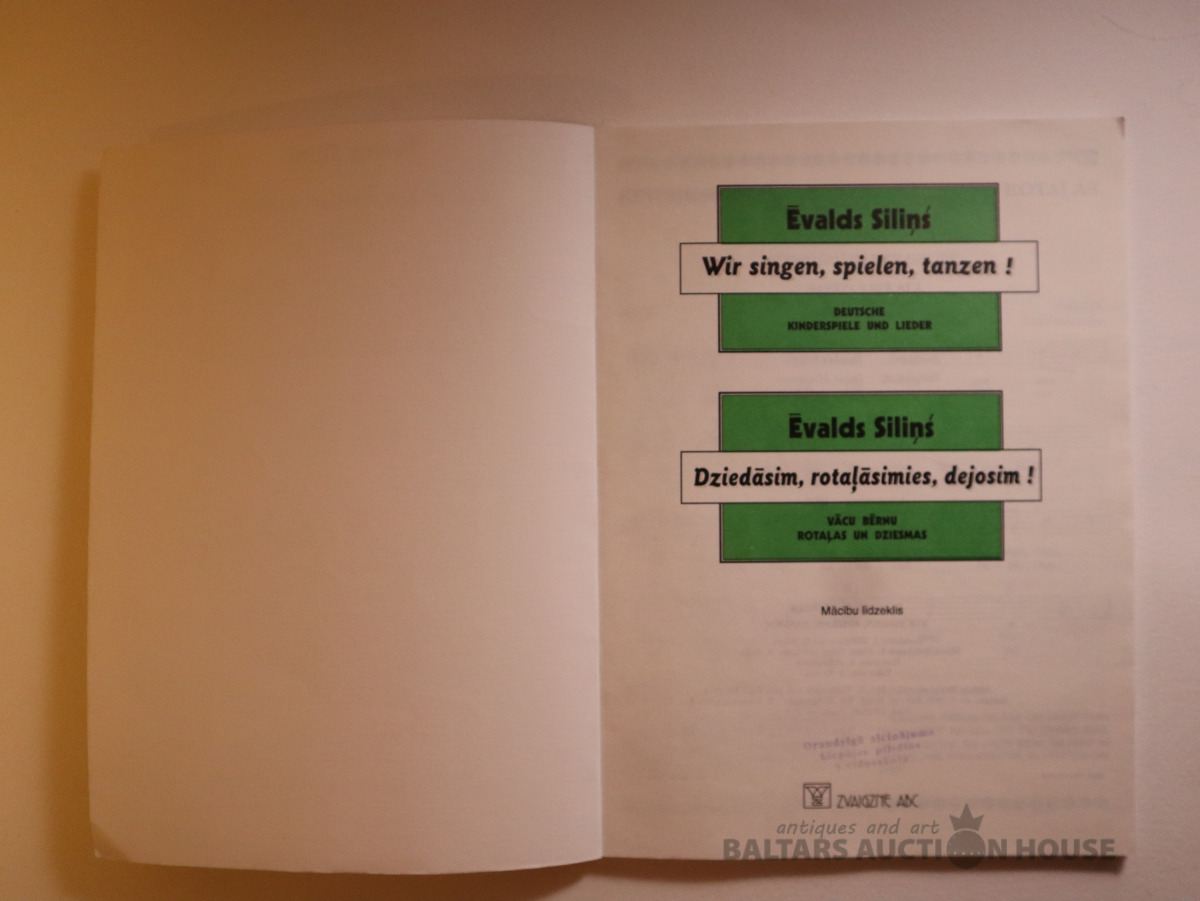 Ēvalds Siliņš
Wir singen, spielen, tanzen !
DEUTSCHE
KINDERSPIELE UND LIEDER
Ēvalds Siliņš
Dziedāsim, rotaļāsimies, dejosim !
VĀCU BĒRNU
ROTAĻAS UN DZIESMAS
Mācību līdzeklis
ZVAIGZNE ABC
antiques and art
BALTARS AUCTION HOUSE